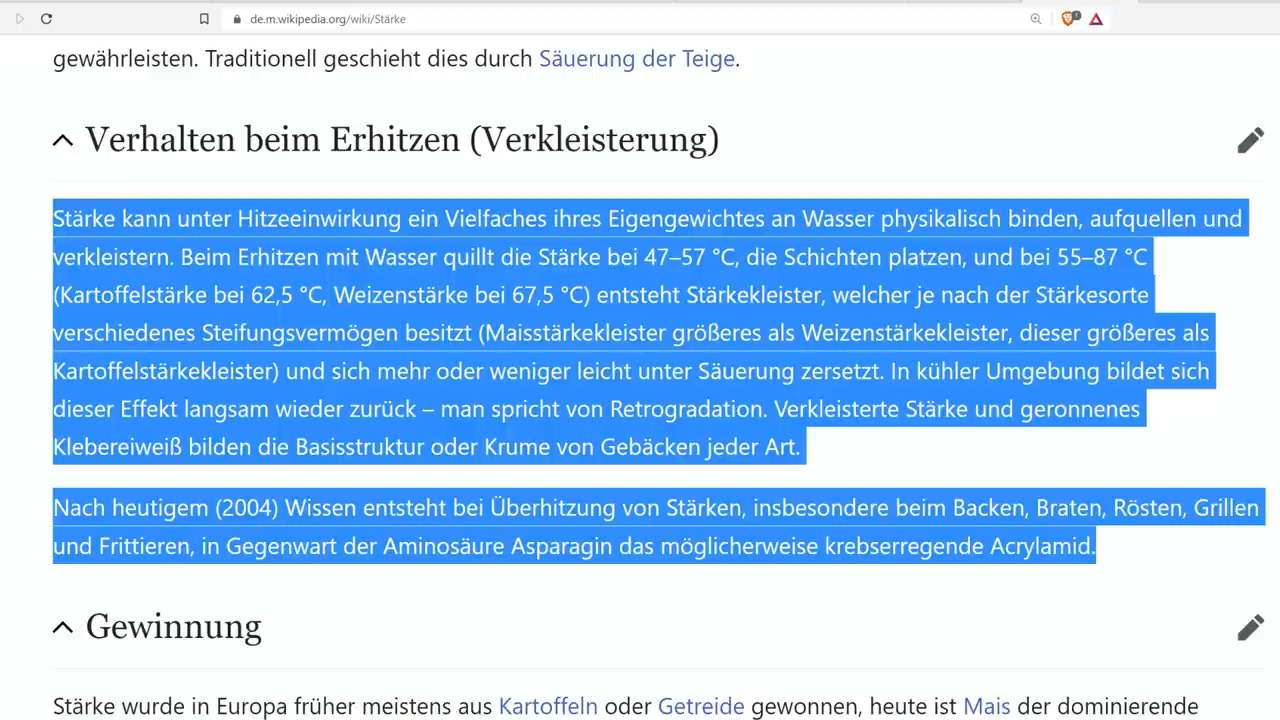 de.m.wikipedia.org/wiki/Stärke
gewährleisten. Traditionell geschieht dies durch Säuerung der Teige.
Verhalten beim Erhitzen (Verkleisterung)
Stärke kann unter Hitzeeinwirkung ein Vielfaches ihres Eigengewichtes an Wasser physikalisch binden, aufquellen und
verkleistern. Beim Erhitzen mit Wasser quillt die Stärke bei 47–57 °C, die Schichten platzen, und bei 55–87 °C
(Kartoffelstärke bei 62,5 °C, Weizenstärke bei 67,5 °C) entsteht Stärkekleister, welcher je nach der Stärkesorte
verschiedenes Steifungsvermögen besitzt (Maisstärkekleister größeres als Weizenstärkekleister, dieser größeres als
Kartoffelstärkekleister) und sich mehr oder weniger leicht unter Säuerung zersetzt. In kühler Umgebung bildet sich
dieser Effekt langsam wieder zurück – man spricht von Retrogradation. Verkleisterte Stärke und geronnenes
Klebereiweiß bilden die Basisstruktur oder Krume von Gebäcken jeder Art.
Nach heutigem (2004) Wissen entsteht bei Überhitzung von Stärken, insbesondere beim Backen, Braten, Rösten, Grillen
und Frittieren, in Gegenwart der Aminosäure Asparagin das möglicherweise krebserregende Acrylamid.
Gewinnung
Stärke wurde in Europa früher meistens aus Kartoffeln oder Getreide gewonnen, heute ist Mais der dominierende